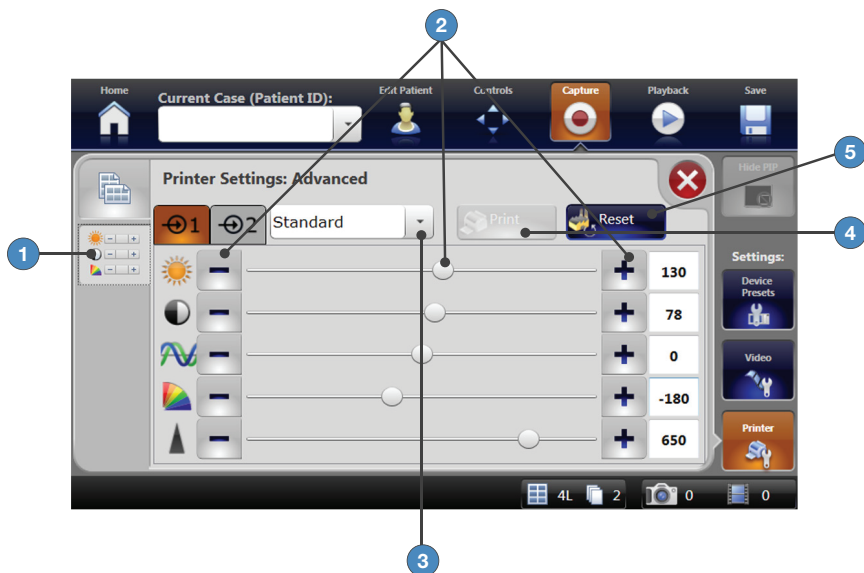 2
Home
Current Case (Patient ID):
Edit Patient
Controls
Capture
Playback
Save
5
Printer Settings: Advanced
Hide PIP
1
2
Standard
Print
Reset
4
1
Settings:
130
Device
Presets
78
0
Video
-180
650
Printer
4L
2
0
0
3